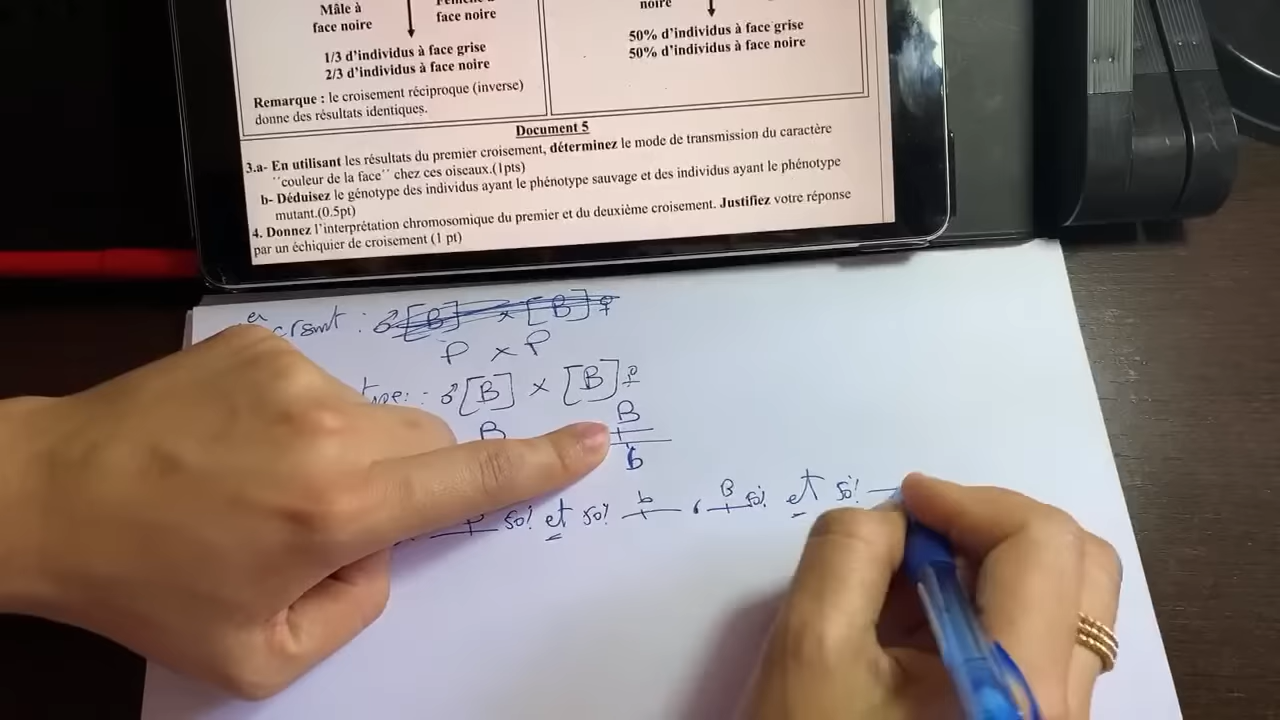 Mâle à
face noire
face noire
1/3 d'individus à face grise
2/3 d'individus à face noire
Remarque : le croisement réciproque (inverse)
donne des résultats identiques.
noire
50% d'individus à face grise
50% d'individus à face noire
Document 5
3.a- En utilisant les résultats du premier croisement, déterminez le mode de transmission du caractère
''couleur de la face'' chez ces oiseaux.(1pts)
b- Déduisez le génotype des individus ayant le phénotype sauvage et des individus ayant le phénotype
mutant.(0.5pt)
4. Donnez l'interprétation chromosomique du premier et du deuxième croisement. Justifiez votre réponse
par un échiquier de croisement (1 pt)
er crsmt : ♂ [B] × [B] ♀
P × P
type : ♂ [B] × [B] ♀
B B
b
50% et 50% b , B 50% et 50%